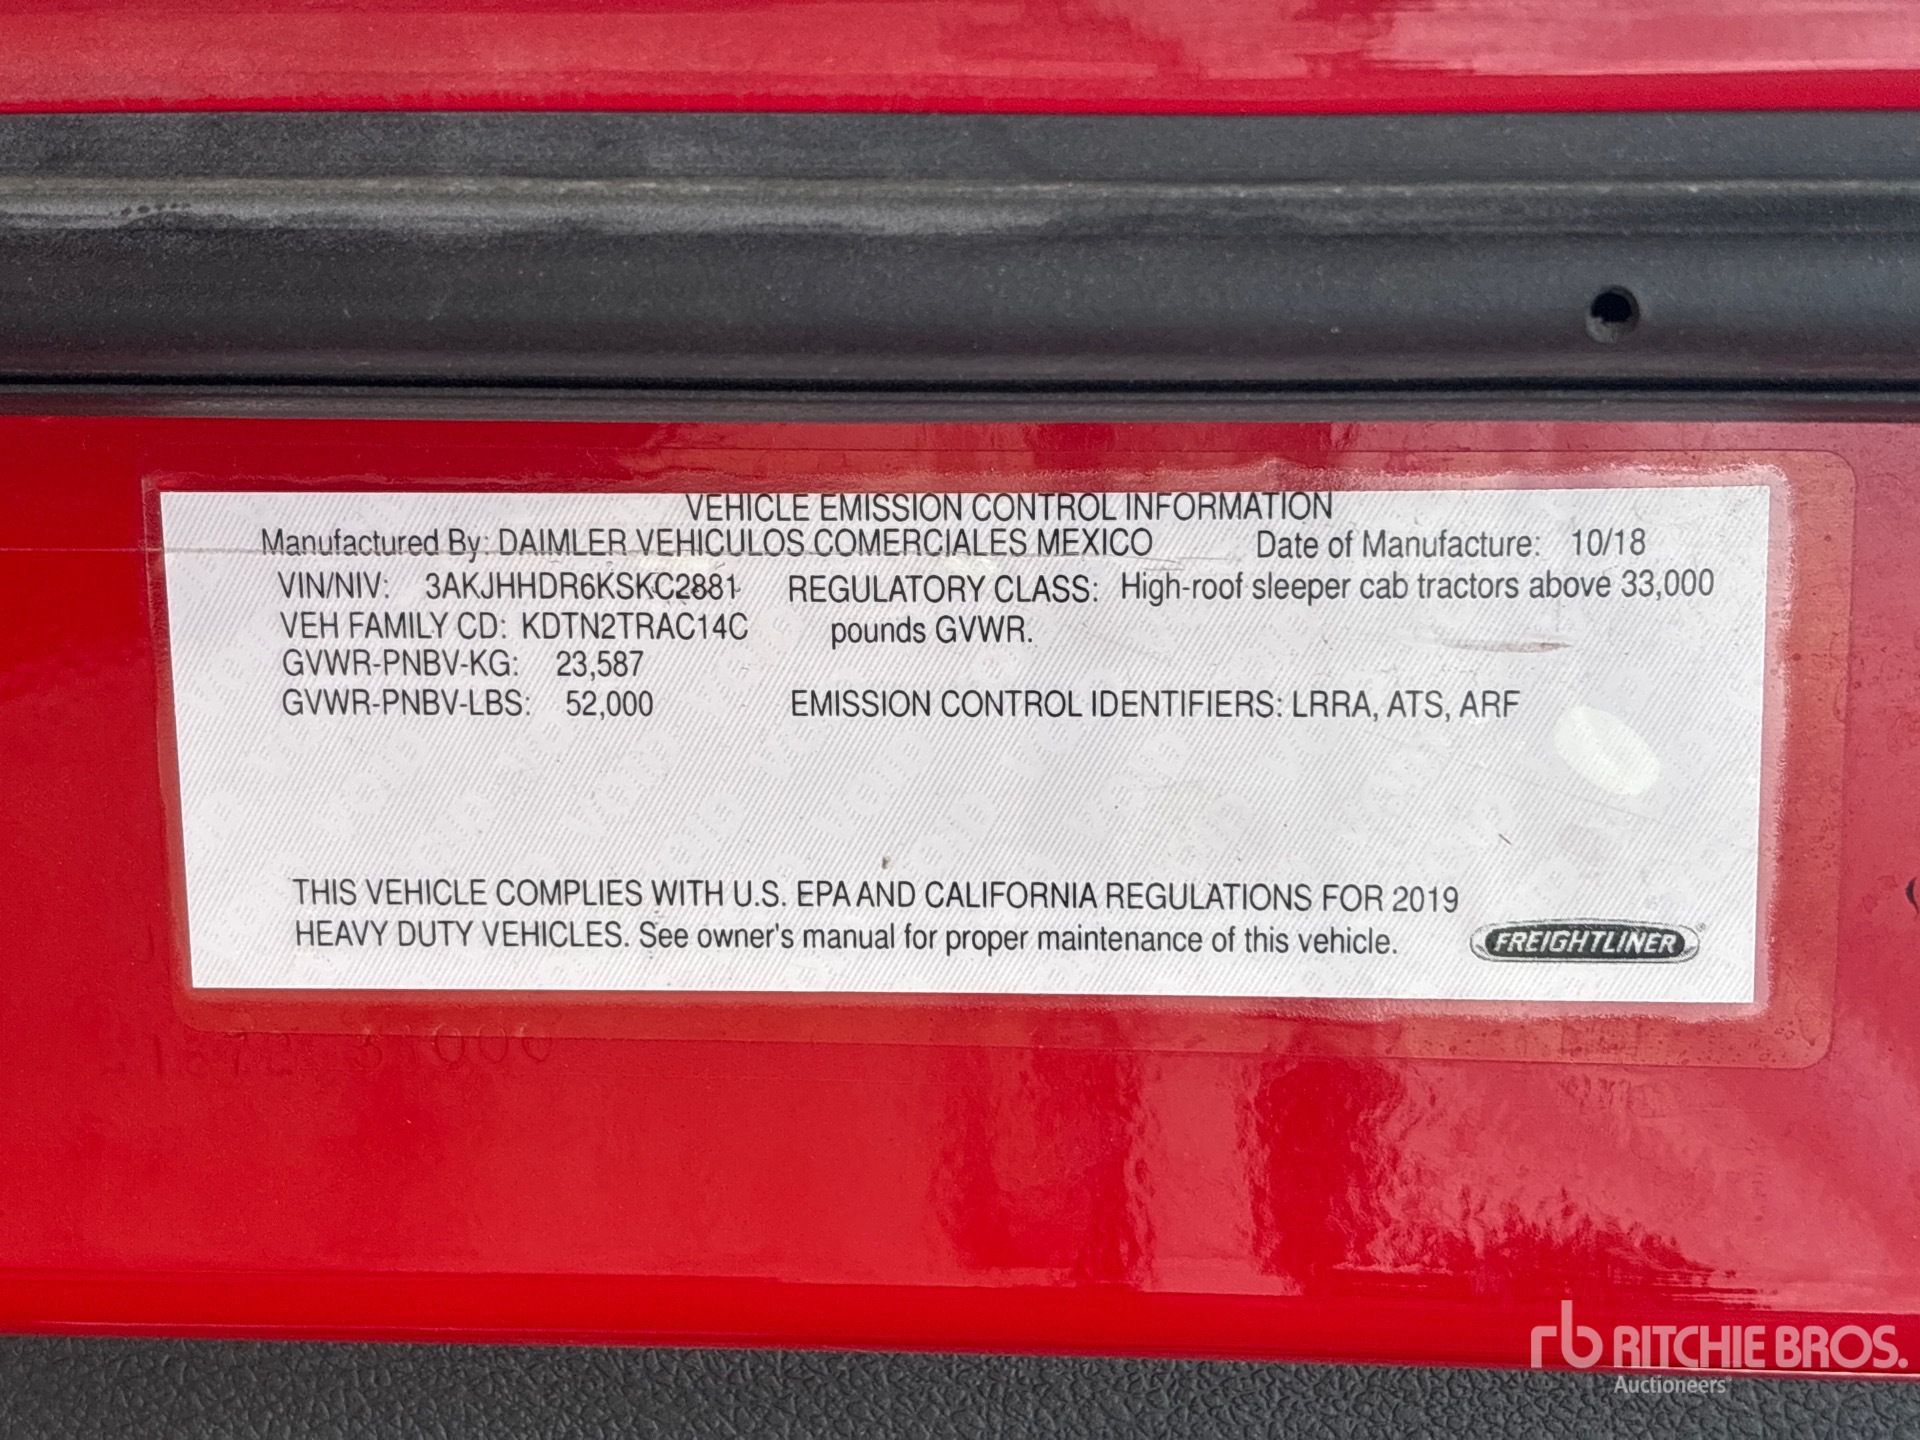 VEHICLE EMISSION CONTROL INFORMATION
Manufactured By: DAIMLER VEHICULOS COMERCIALES MEXICO Date of Manufacture: 10/18
VIN/NIV: 3AKJHHDR6KSKC2881 REGULATORY CLASS: High-roof sleeper cab tractors above 33,000
VEH FAMILY CD: KDTN2TRAC14C pounds GVWR.
GVWR-PNBV-KG: 23,587
GVWR-PNBV-LBS: 52,000 EMISSION CONTROL IDENTIFIERS: LRRA, ATS, ARF
THIS VEHICLE COMPLIES WITH U.S. EPA AND CALIFORNIA REGULATIONS FOR 2019
HEAVY DUTY VEHICLES. See owner's manual for proper maintenance of this vehicle.
FREIGHTLINER®
rb RITCHIE BROS.
Auctioneers